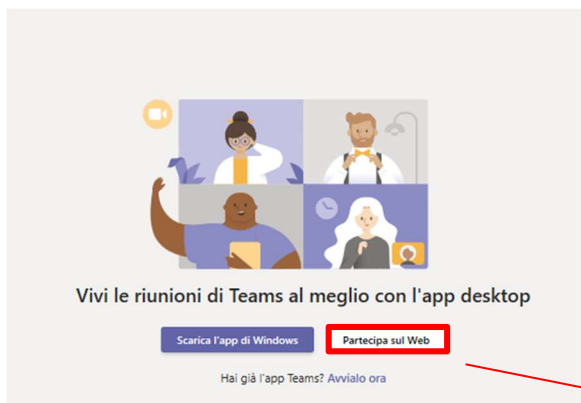 Vivi le riunioni di Teams al meglio con l'app desktop
Scarica l'app di Windows Partecipa sul Web
Hai già l'app Teams? Avvialo ora